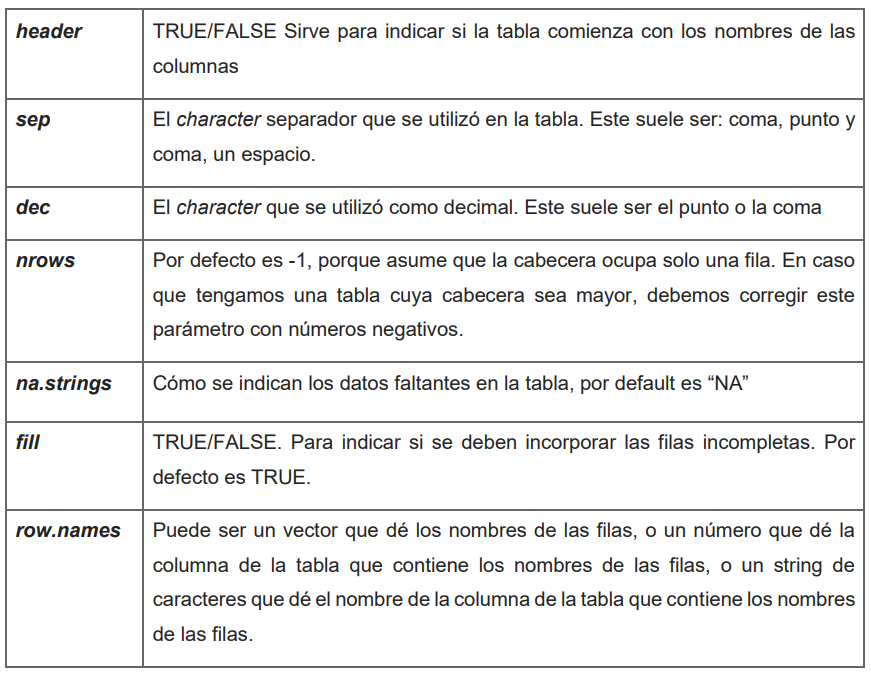 header
TRUE/FALSE Sirve para indicar si la tabla comienza con los nombres de las
columnas
sep
El character separador que se utilizó en la tabla. Este suele ser: coma, punto y
coma, un espacio.
dec
El character que se utilizó como decimal. Este suele ser el punto o la coma
nrows
Por defecto es -1, porque asume que la cabecera ocupa solo una fila. En caso
que tengamos una tabla cuya cabecera sea mayor, debemos corregir este
parámetro con números negativos.
na.strings
Cómo se indican los datos faltantes en la tabla, por default es “NA”
fill
TRUE/FALSE. Para indicar si se deben incorporar las filas incompletas. Por
defecto es TRUE.
row.names
Puede ser un vector que dé los nombres de las filas, o un número que dé la
columna de la tabla que contiene los nombres de las filas, o un string de
caracteres que dé el nombre de la columna de la tabla que contiene los nombres
de las filas.